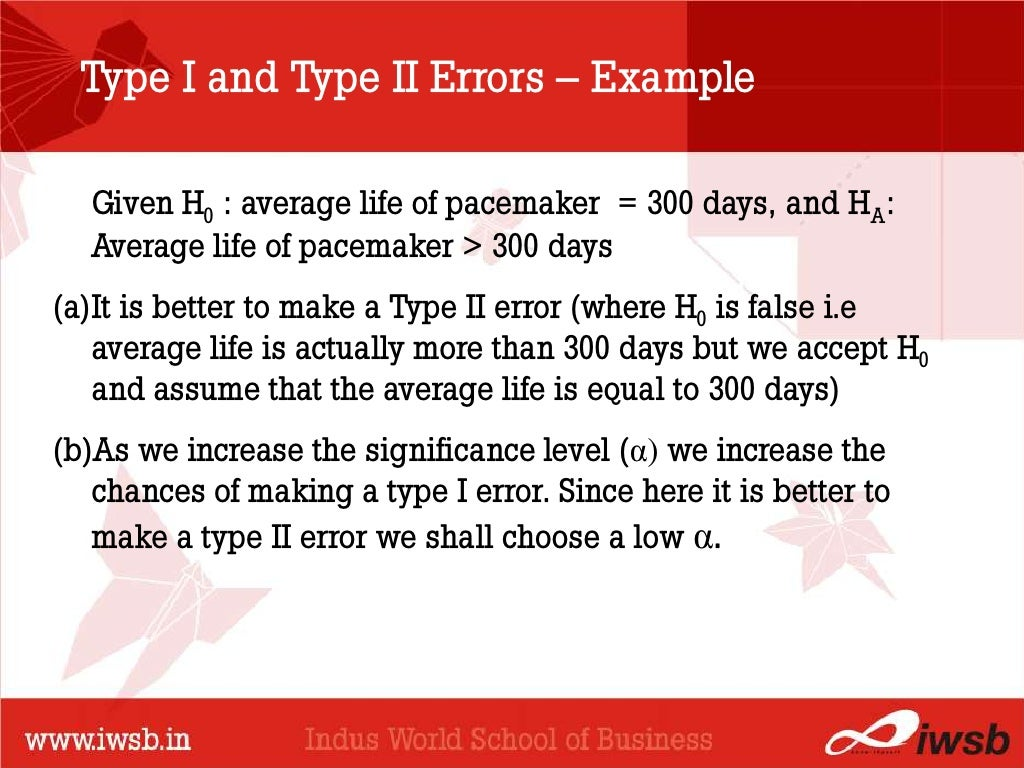 Type I and Type II Errors – Example
Given H0 : average life of pacemaker = 300 days, and HA:
Average life of pacemaker > 300 days
(a)It is better to make a Type II error (where H0 is false i.e
average life is actually more than 300 days but we accept H0
and assume that the average life is equal to 300 days)
(b)As we increase the significance level (α) we increase the
chances of making a type I error. Since here it is better to
make a type II error we shall choose a low α.
www.iwsb.in
Indus World School of Business
iwsb